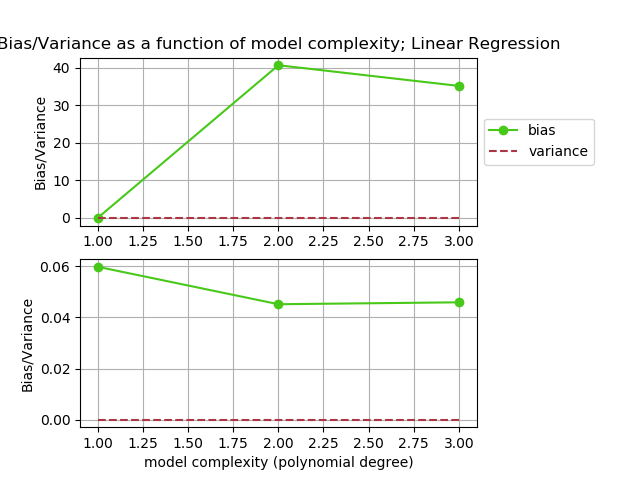 Bias/Variance as a function of model complexity; Linear Regression
Bias/Variance
40
30
20
10
0
1.00 1.25 1.50 1.75 2.00 2.25 2.50 2.75 3.00
bias
variance
Bias/Variance
0.06
0.04
0.02
0.00
1.00 1.25 1.50 1.75 2.00 2.25 2.50 2.75 3.00
model complexity (polynomial degree)